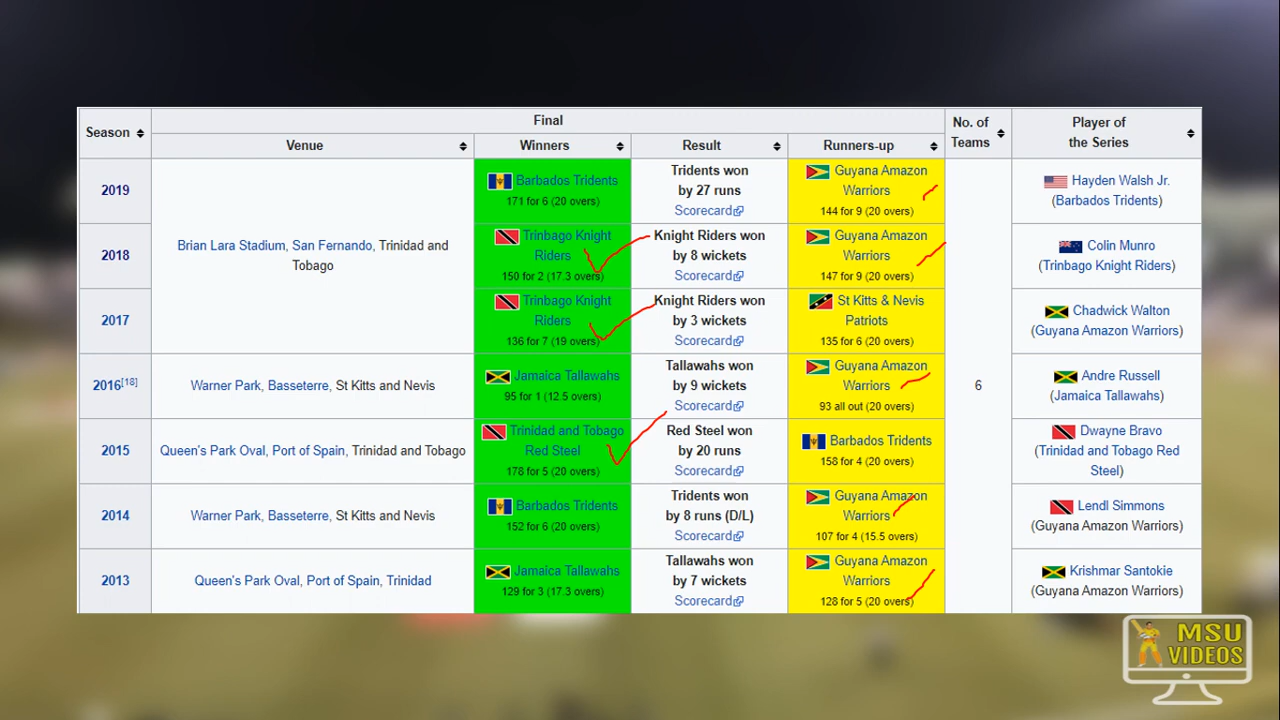 Season
Final
No. of
Teams
Player of
the Series
Venue
Winners
Result
Runners-up
2019
Brian Lara Stadium, San Fernando, Trinidad and
Tobago
Barbados Tridents
171 for 6 (20 overs)
Tridents won
by 27 runs
Scorecard
Guyana Amazon
Warriors
144 for 9 (20 overs)
6
Hayden Walsh Jr.
(Barbados Tridents)
2018
Trinbago Knight
Riders
150 for 2 (17.3 overs)
Knight Riders won
by 8 wickets
Scorecard
Guyana Amazon
Warriors
147 for 9 (20 overs)
Colin Munro
(Trinbago Knight Riders)
2017
Trinbago Knight
Riders
136 for 7 (19 overs)
Knight Riders won
by 3 wickets
Scorecard
St Kitts & Nevis
Patriots
135 for 6 (20 overs)
Chadwick Walton
(Guyana Amazon Warriors)
2016[18]
Warner Park, Basseterre, St Kitts and Nevis
Jamaica Tallawahs
95 for 1 (12.5 overs)
Tallawahs won
by 9 wickets
Scorecard
Guyana Amazon
Warriors
93 all out (20 overs)
Andre Russell
(Jamaica Tallawahs)
2015
Queen's Park Oval, Port of Spain, Trinidad and Tobago
Trinidad and Tobago
Red Steel
178 for 5 (20 overs)
Red Steel won
by 20 runs
Scorecard
Barbados Tridents
158 for 4 (20 overs)
Dwayne Bravo
(Trinidad and Tobago Red
Steel)
2014
Warner Park, Basseterre, St Kitts and Nevis
Barbados Tridents
152 for 6 (20 overs)
Tridents won
by 8 runs (D/L)
Scorecard
Guyana Amazon
Warriors
107 for 4 (15.5 overs)
Lendl Simmons
(Guyana Amazon Warriors)
2013
Queen's Park Oval, Port of Spain, Trinidad
Jamaica Tallawahs
129 for 3 (17.3 overs)
Tallawahs won
by 7 wickets
Scorecard
Guyana Amazon
Warriors
128 for 5 (20 overs)
Krishmar Santokie
(Guyana Amazon Warriors)
MSU
VIDEOS